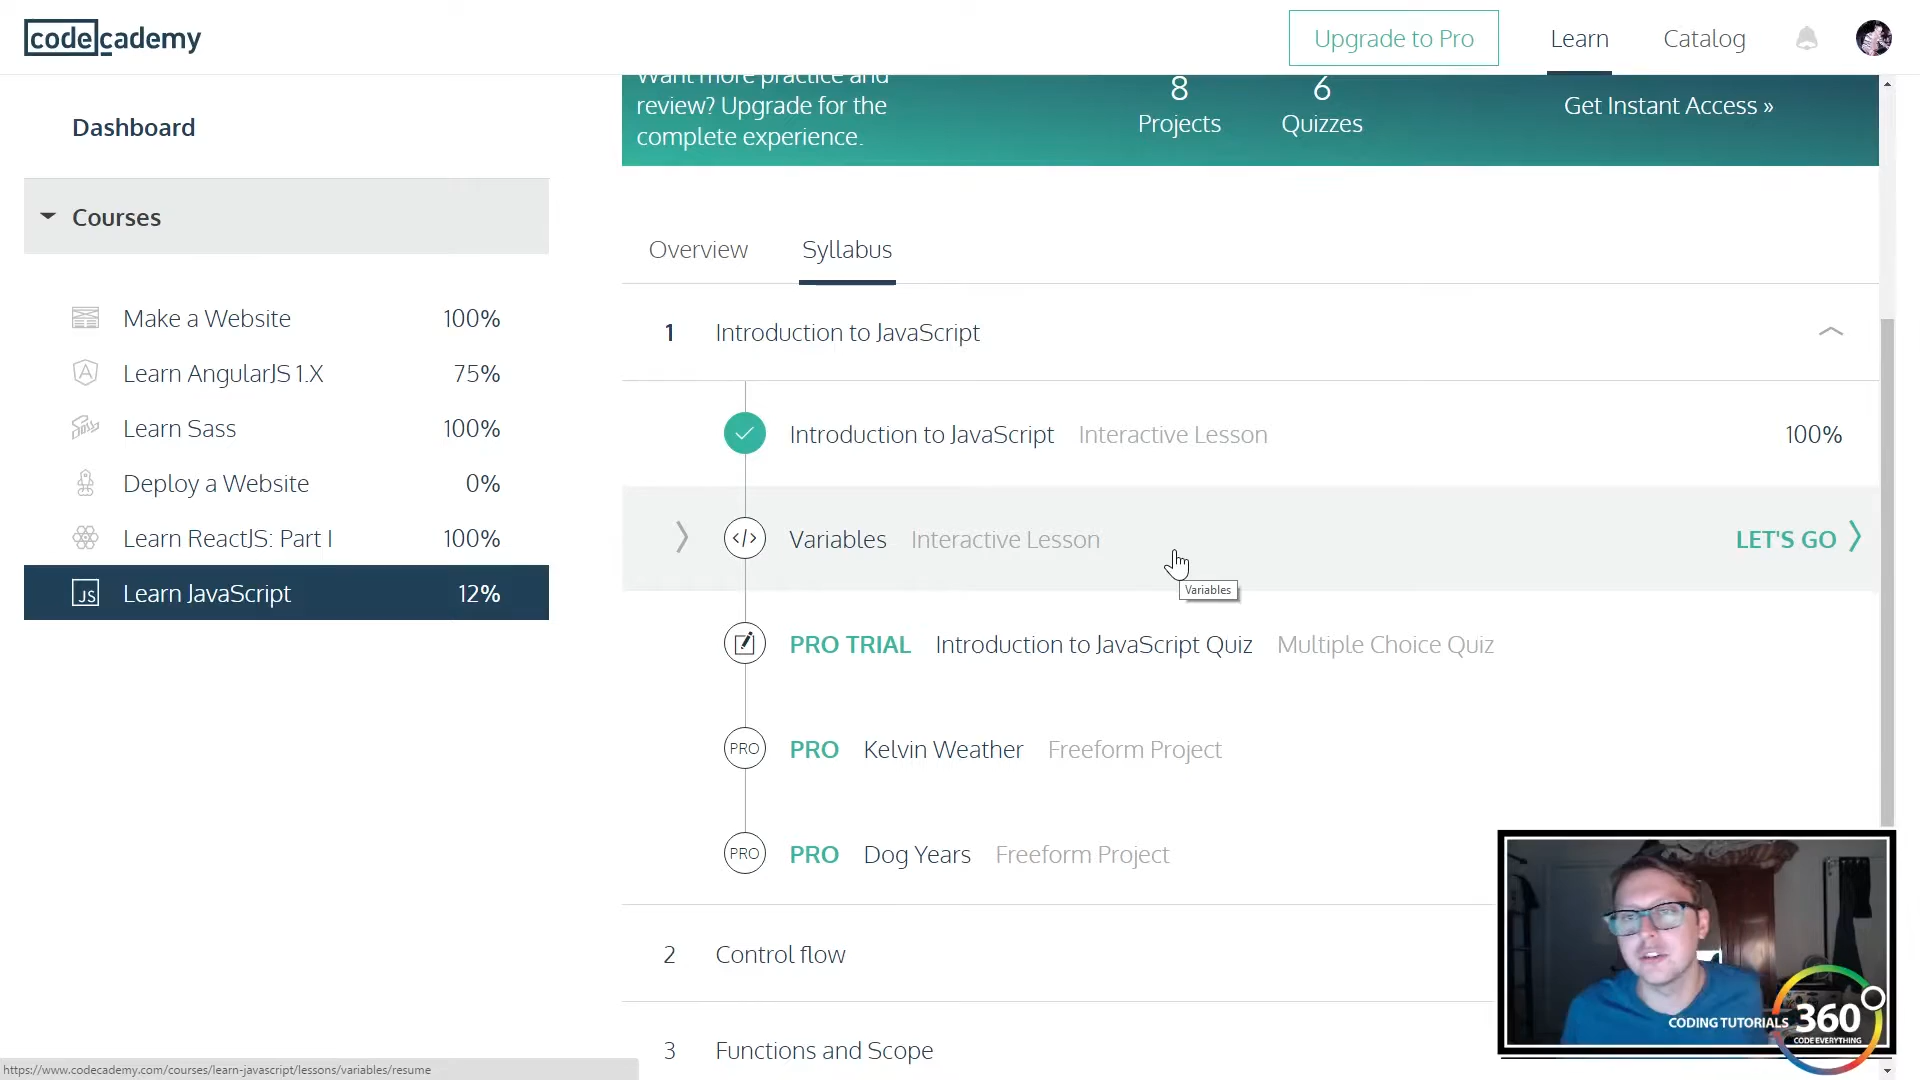 codecademy
Upgrade to Pro
Learn
Catalog
Dashboard
Courses
Make a Website 100%
Learn AngularJS 1.X 75%
Learn Sass 100%
Deploy a Website 0%
Learn ReactJS: Part I 100%
JS Learn JavaScript 12%
Want more practice and
review? Upgrade for the
complete experience.
8
Projects
6
Quizzes
Get Instant Access »
Overview
Syllabus
1 Introduction to JavaScript
Introduction to JavaScript Interactive Lesson 100%
</> Variables Interactive Lesson LET'S GO
Variables
PRO TRIAL Introduction to JavaScript Quiz Multiple Choice Quiz
PRO PRO Kelvin Weather Freeform Project
PRO PRO Dog Years Freeform Project
2 Control flow
3 Functions and Scope
CODING TUTORIALS 360
CODE EVERYTHING
https://www.codecademy.com/courses/learn-javascript/lessons/variables/resume